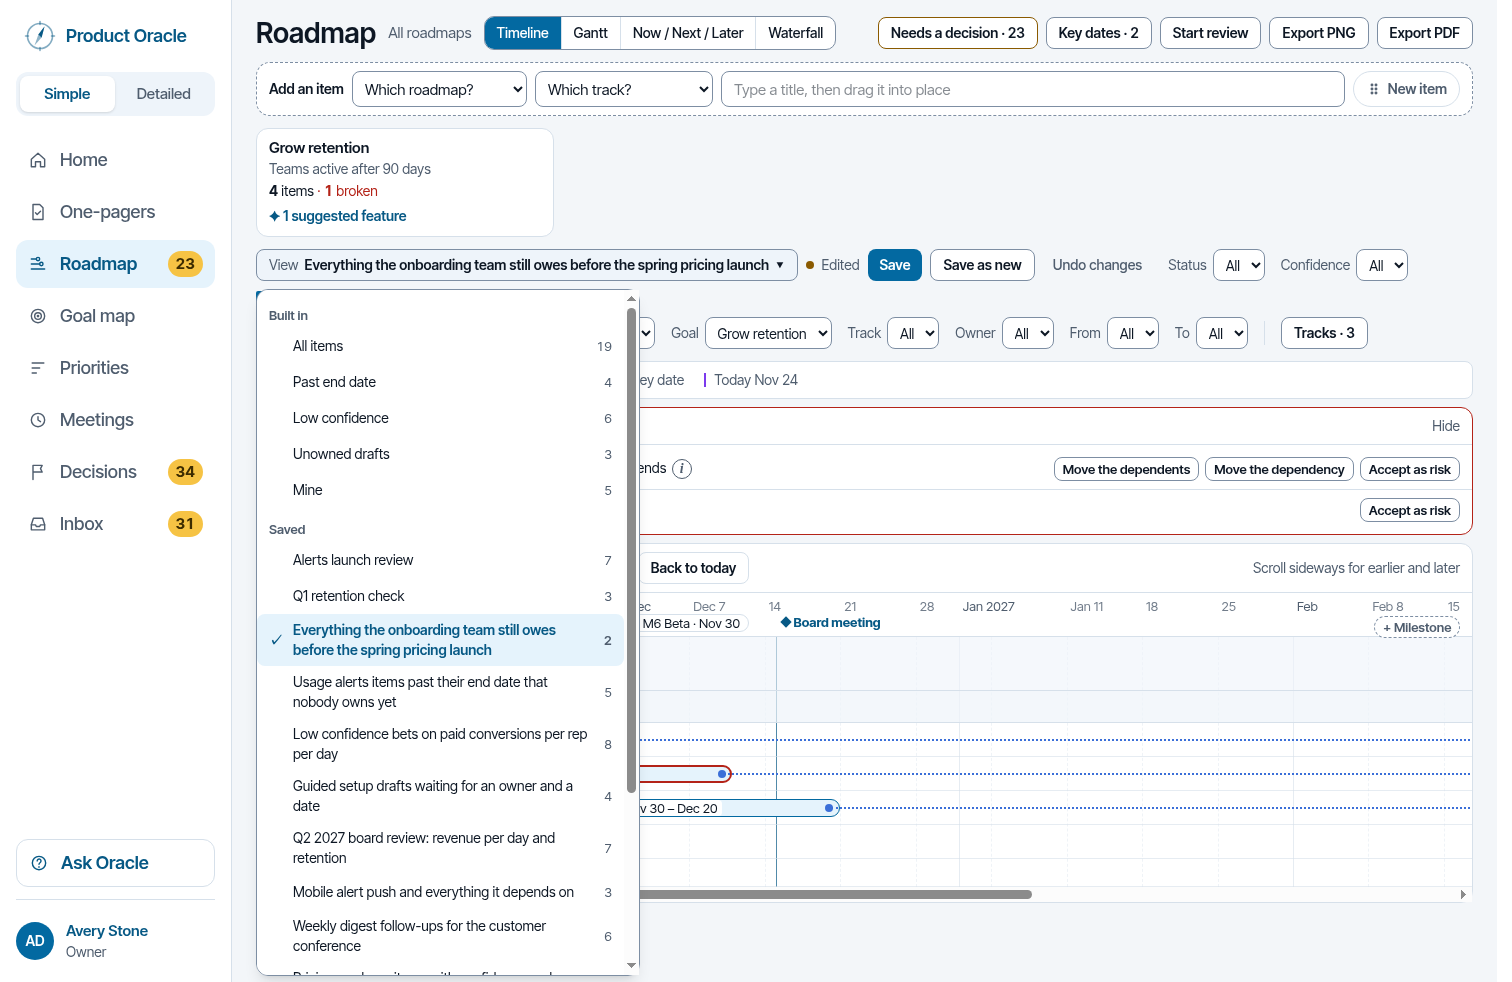 Product Oracle
Simple
Detailed
Home
One-pagers
Roadmap 23
Goal map
Priorities
Meetings
Decisions 34
Inbox 31
Ask Oracle
AD
Avery Stone
Owner
Roadmap All roadmaps
Timeline
Gantt
Now / Next / Later
Waterfall
Needs a decision · 23
Key dates · 2
Start review
Export PNG
Export PDF
Add an item
Which roadmap?
Which track?
Type a title, then drag it into place
New item
Grow retention
Teams active after 90 days
4 items · 1 broken
1 suggested feature
View Everything the onboarding team still owes before the spring pricing launch
Edited
Save
Save as new
Undo changes
Status All
Confidence All
Goal Grow retention
Track All
Owner All
From All
To All
Tracks · 3
Built in
All items 19
Past end date 4
Low confidence 6
Unowned drafts 3
Mine 5
Saved
Alerts launch review 7
Q1 retention check 3
✓ Everything the onboarding team still owes
before the spring pricing launch 2
Usage alerts items past their end date that
nobody owns yet 5
Low confidence bets on paid conversions per rep
per day 8
Guided setup drafts waiting for an owner and a
date 4
Q2 2027 board review: revenue per day and
retention 7
Mobile alert push and everything it depends on 3
Weekly digest follow-ups for the customer
conference 6
ey date
Today Nov 24
Hide
ends i
Move the dependents
Move the dependency
Accept as risk
Accept as risk
Back to today
Scroll sideways for earlier and later
ec
Dec 7
14
21
28
Jan 2027
Jan 11
18
25
Feb
Feb 8
15
M6 Beta · Nov 30
Board meeting
+ Milestone
v 30 – Dec 20